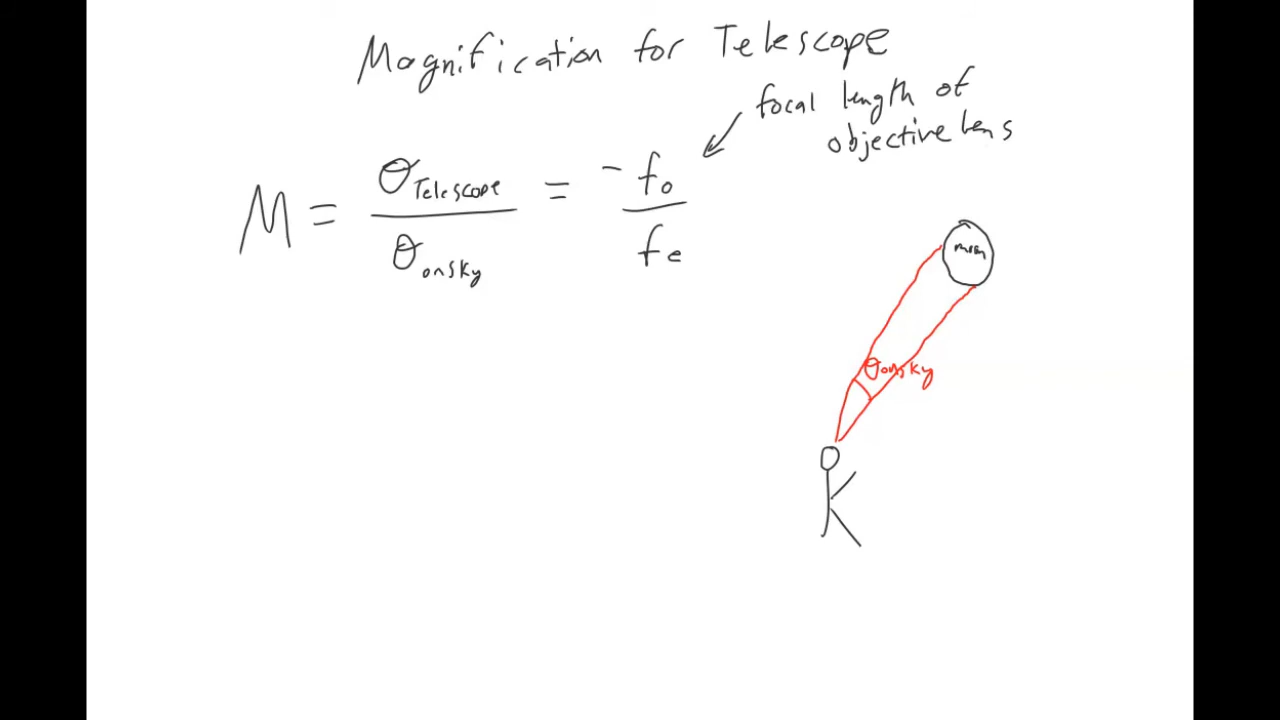 Magnification for Telescope
focal length of
objective lens
M = θTelescope / θonsky = -fo / fe
moon
θonsky